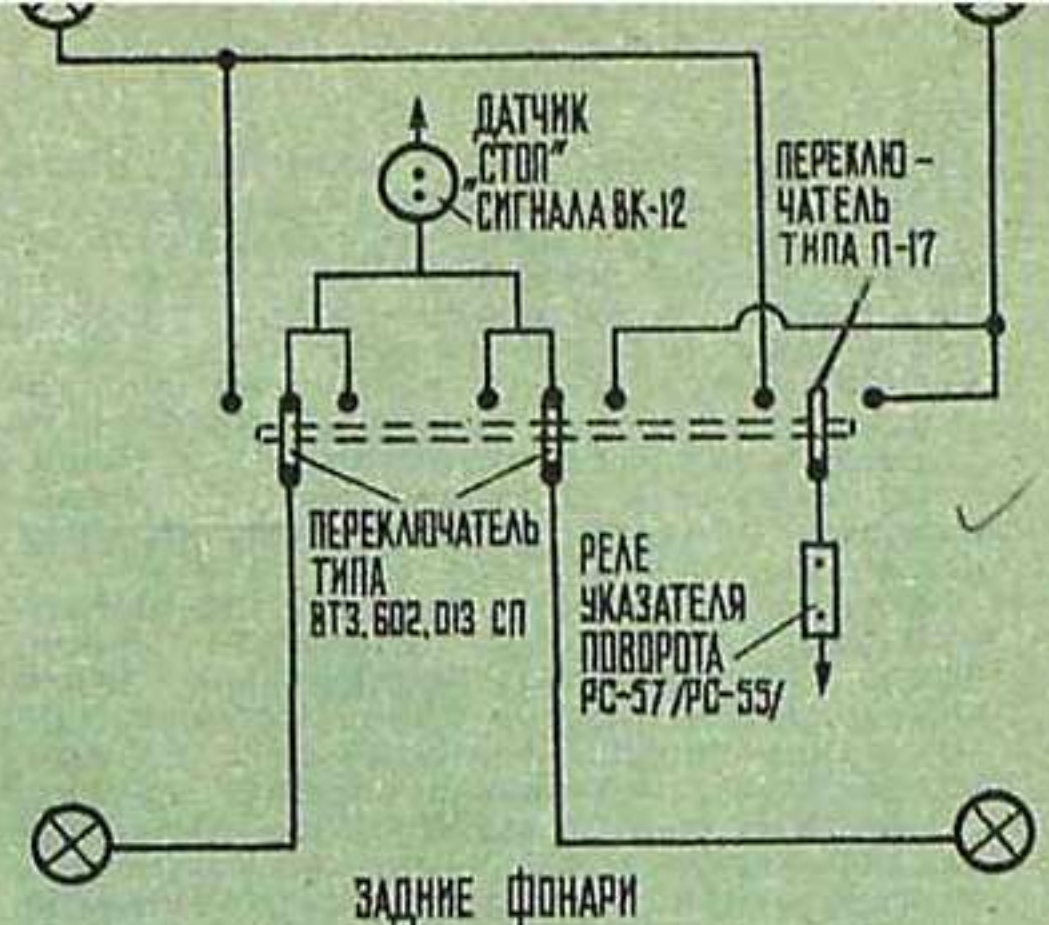 ДАТЧИК
„СТОП”
СИГНАЛА ВК-12
ПЕРЕКЛЮ-
ЧАТЕЛЬ
ТИПА П-17
ПЕРЕКЛЮЧАТЕЛЬ
ТИПА
ВТ3.602.013 СП
РЕЛЕ
УКАЗАТЕЛЯ
ПОВОРОТА
РС-57 /РС-55/
ЗАДНИЕ ФОНАРИ